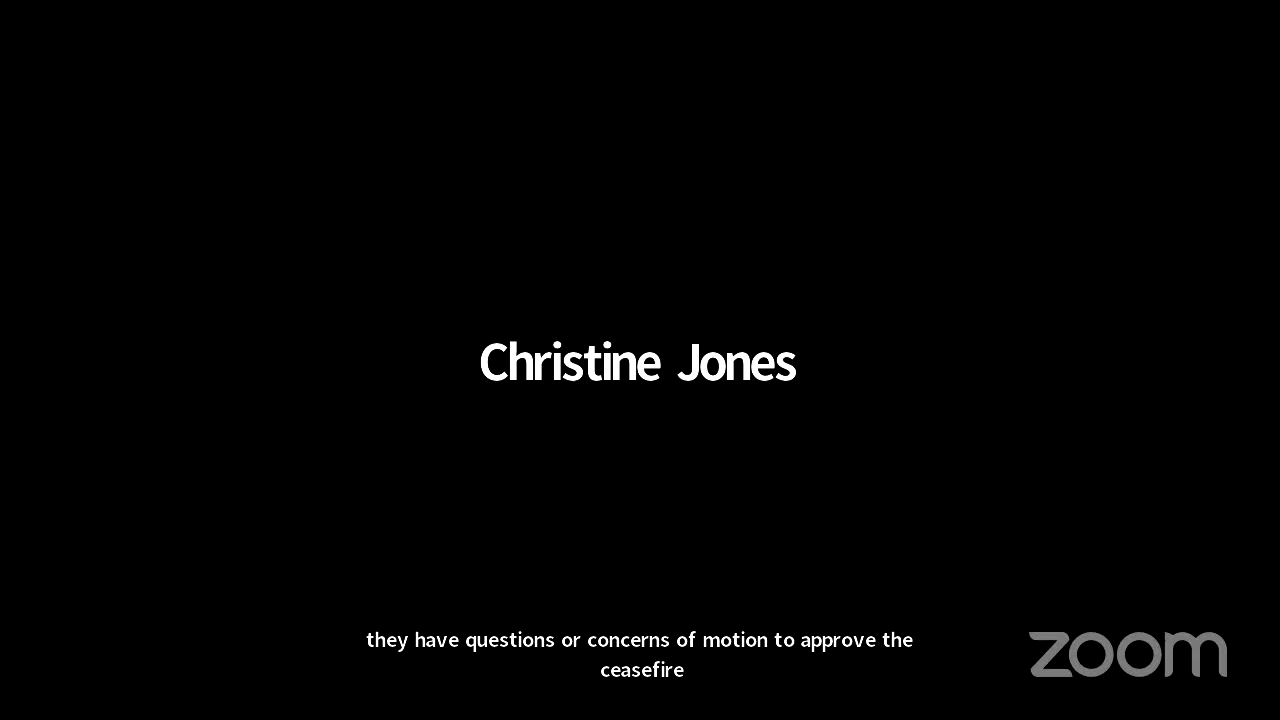 Christine Jones
they have questions or concerns of motion to approve the
ceasefire
zoom